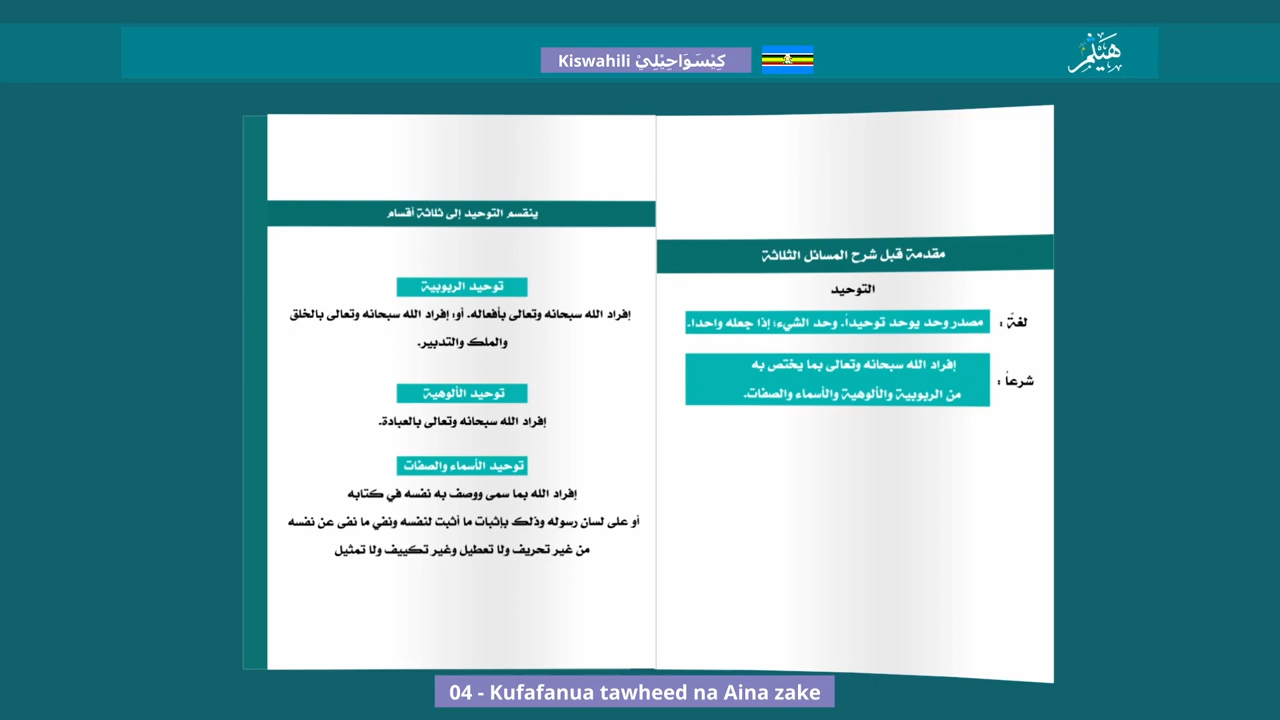 Kiswahili كِيْسَوَاحِيْلِيْ
هَيْثَم
مقدمة قبل شرح المسائل الثلاثة
التوحيد
لغةً : مصدر وحد يوحد توحيداً. وحد الشيء؛ إذا جعله واحدا.
شرعاً : إفراد الله سبحانه وتعالى بما يختص به
من الربوبية والألوهية والأسماء والصفات.
ينقسم التوحيد إلى ثلاثة أقسام
توحيد الربوبية
إفراد الله سبحانه وتعالى بأفعاله. أو؛ إفراد الله سبحانه وتعالى بالخلق
والملك والتدبير.
توحيد الألوهية
إفراد الله سبحانه وتعالى بالعبادة.
توحيد الأسماء والصفات
إفراد الله بما سمى ووصف به نفسه في كتابه
أو على لسان رسوله وذلك بإثبات ما أثبت لنفسه ونفي ما نفى عن نفسه
من غير تحريف ولا تعطيل وغير تكييف ولا تمثيل
04 - Kufafanua tawheed na Aina zake